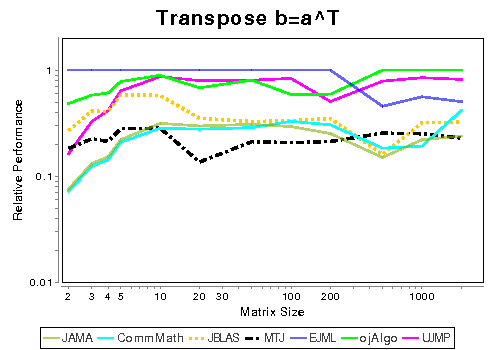 Transpose b=a^T
Relative Performance
1
0.1
0.01
2 3 4 5 10 20 30 100 200 1000
Matrix Size
JAMA CommMath JBLAS MTJ EJML ojAlgo UJMP